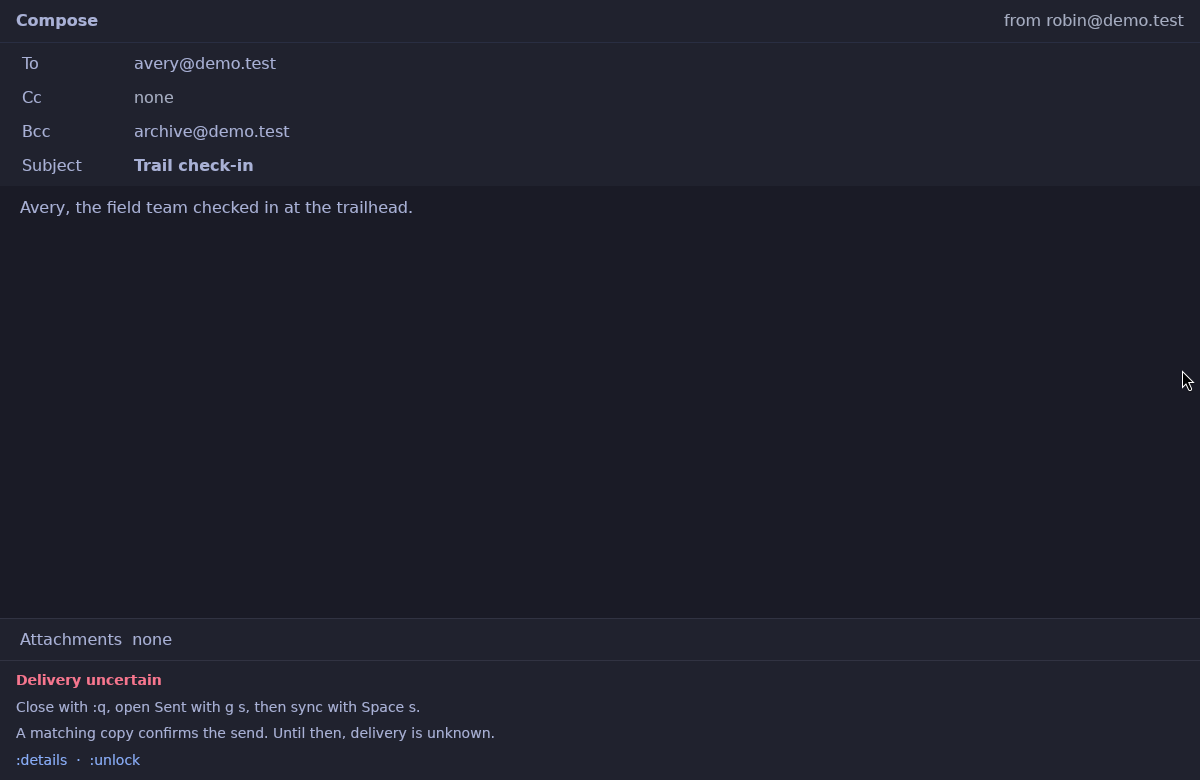 Compose from robin@demo.test
To avery@demo.test
Cc none
Bcc archive@demo.test
Subject Trail check-in
Avery, the field team checked in at the trailhead.
Attachments none
Delivery uncertain
Close with :q, open Sent with g s, then sync with Space s.
A matching copy confirms the send. Until then, delivery is unknown.
:details · :unlock